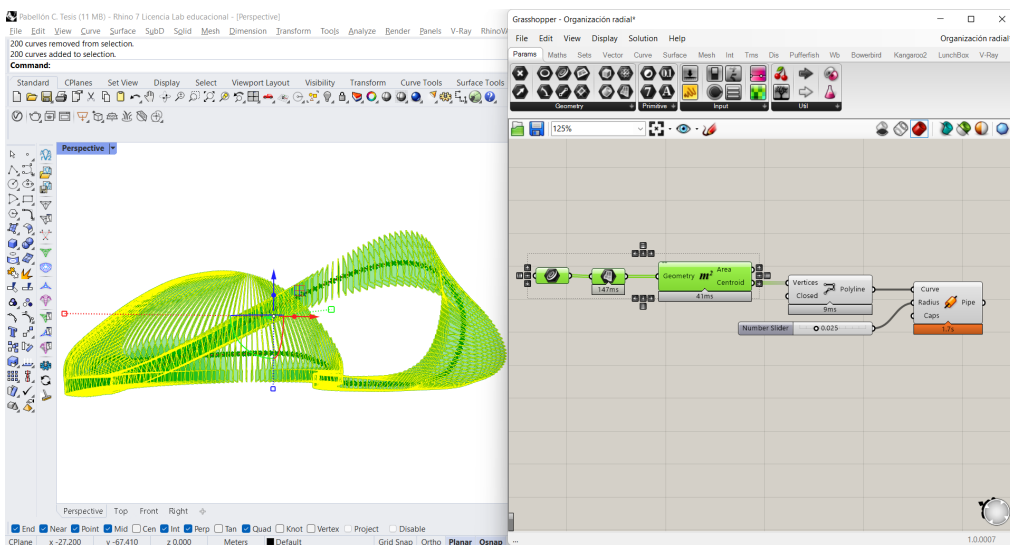 Pabellón C. Tesis (11 MB) - Rhino 7 Licencia Lab educacional - [Perspective]
File Edit View Curve Surface SubD Solid Mesh Dimension Transform Tools Analyze Render Panels V-Ray
200 curves removed from selection.
200 curves added to selection.
Command:
Standard CPlanes Set View Display Select Viewport Layout Visibility Transform Curve Tools Surface Tools
Perspective
Perspective Top Front Right
End Near Point Mid Cen Int Perp Tan Quad Knot Vertex Project Disable
CPlane x -27.200 y -67.410 z 0.000 Meters Default Grid Snap Ortho Planar Osnap
Grasshopper - Organización radial*
File Edit View Display Solution Help Organización radial*
Params Maths Sets Vector Curve Surface Mesh Int Trns Dis Pufferfish Wb Bowerbird Kangaroo2 LunchBox V-Ray
Geometry Primitive Input Util
125%
Geometry m² Area
Centroid
147ms
41ms
Vertices
Closed
Polyline
9ms
Number Slider 0.025
Curve
Radius Pipe
Caps
1.7s
... 1.0.0007